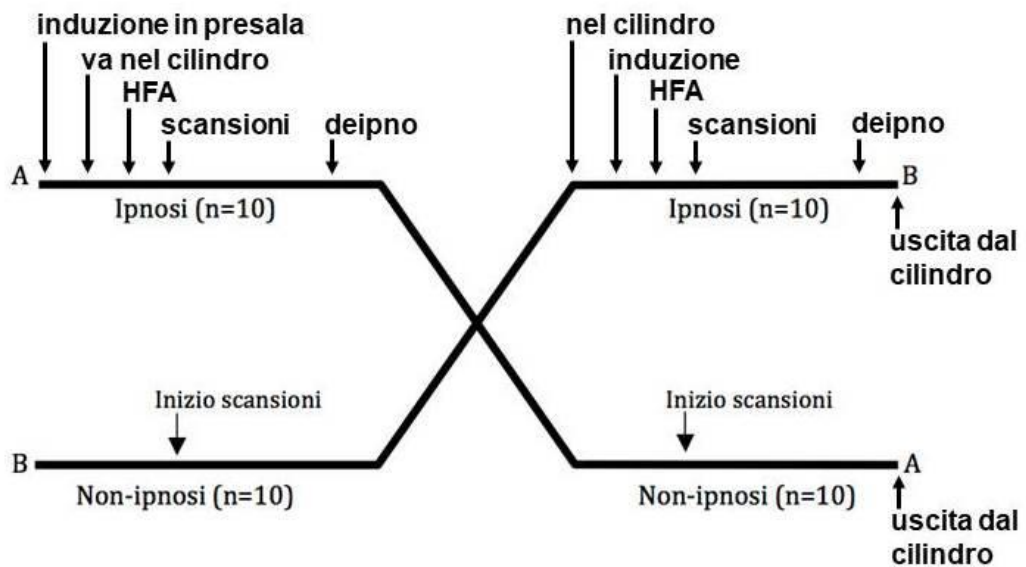 induzione in presala
va nel cilindro
HFA
scansioni
deipno
A
Ipnosi (n=10)
nel cilindro
induzione
HFA
scansioni
deipno
B
Ipnosi (n=10)
uscita dal
cilindro
Inizio scansioni
B
Non-ipnosi (n=10)
Inizio scansioni
A
Non-ipnosi (n=10)
uscita dal
cilindro